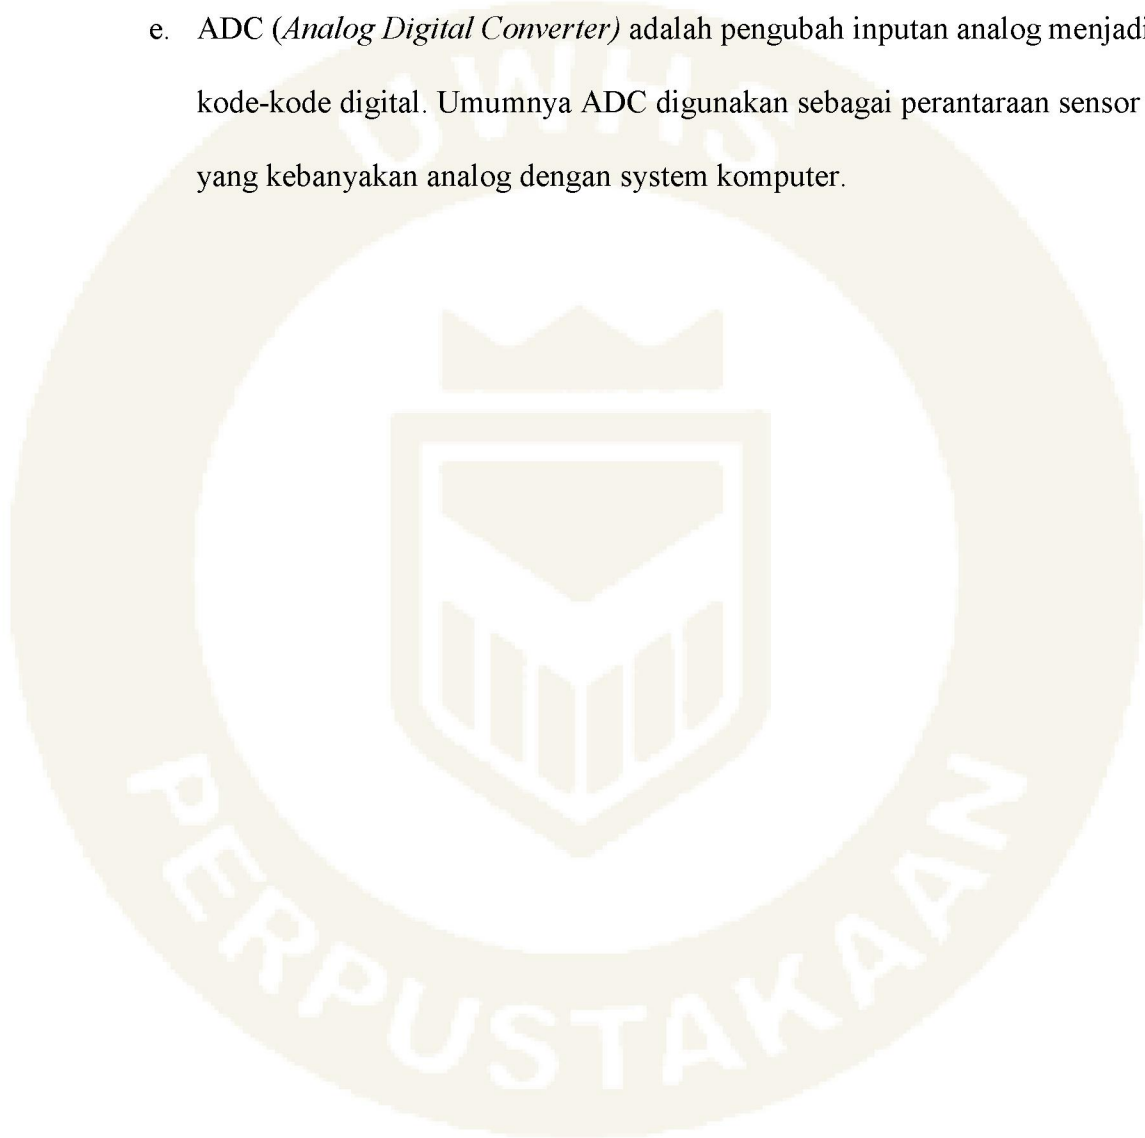 e. ADC (Analog Digital Converter) adalah pengubah inputan analog menjadi
kode-kode digital. Umumnya ADC digunakan sebagai perantaraan sensor
yang kebanyakan analog dengan system komputer.
UWHS
PERPUSTAKAAN